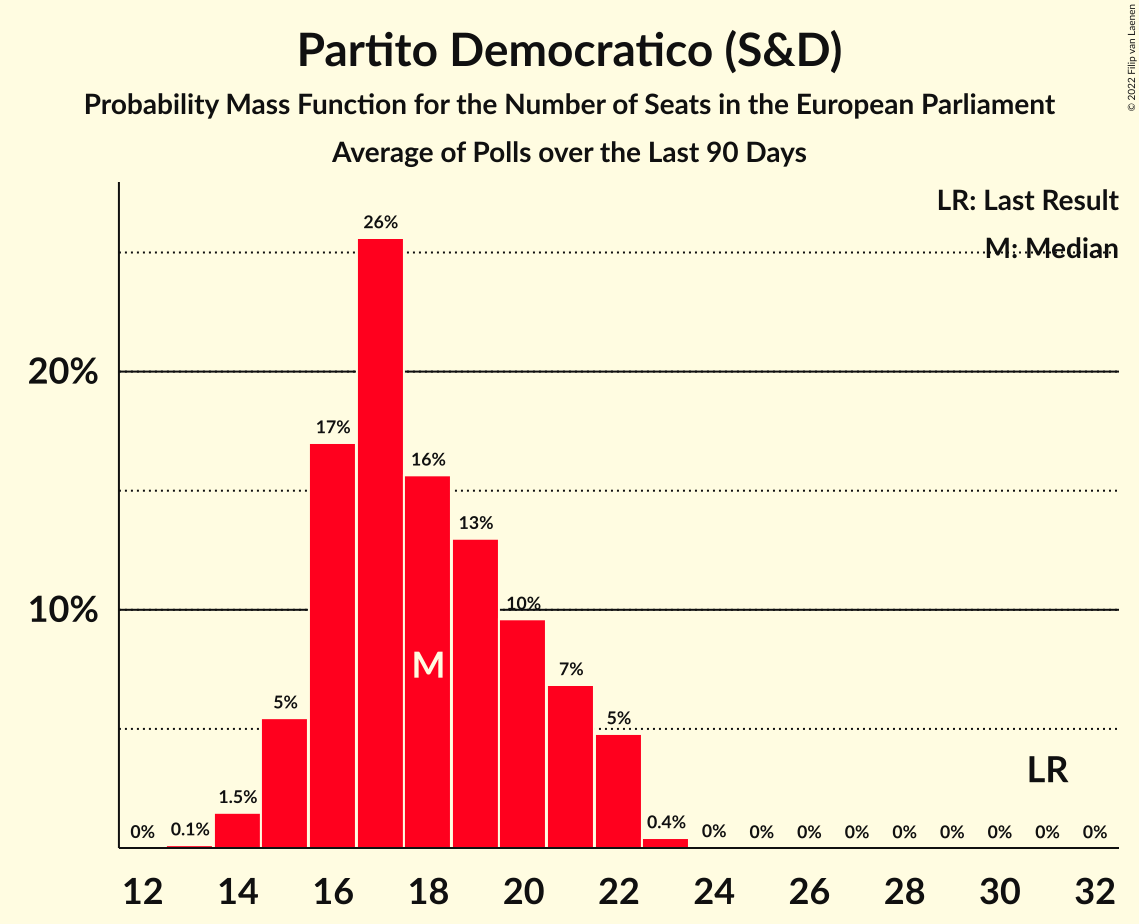 Partito Democratico (S&D)
Probability Mass Function for the Number of Seats in the European Parliament
Average of Polls over the Last 90 Days
© 2022 Filip van Laenen
LR: Last Result
M: Median
20%
10%
0%
0.1%
1.5%
5%
17%
26%
16%
13%
10%
7%
5%
0.4%
0%
0%
0%
0%
0%
0%
0%
0%
0%
M
LR
12 14 16 18 20 22 24 26 28 30 32